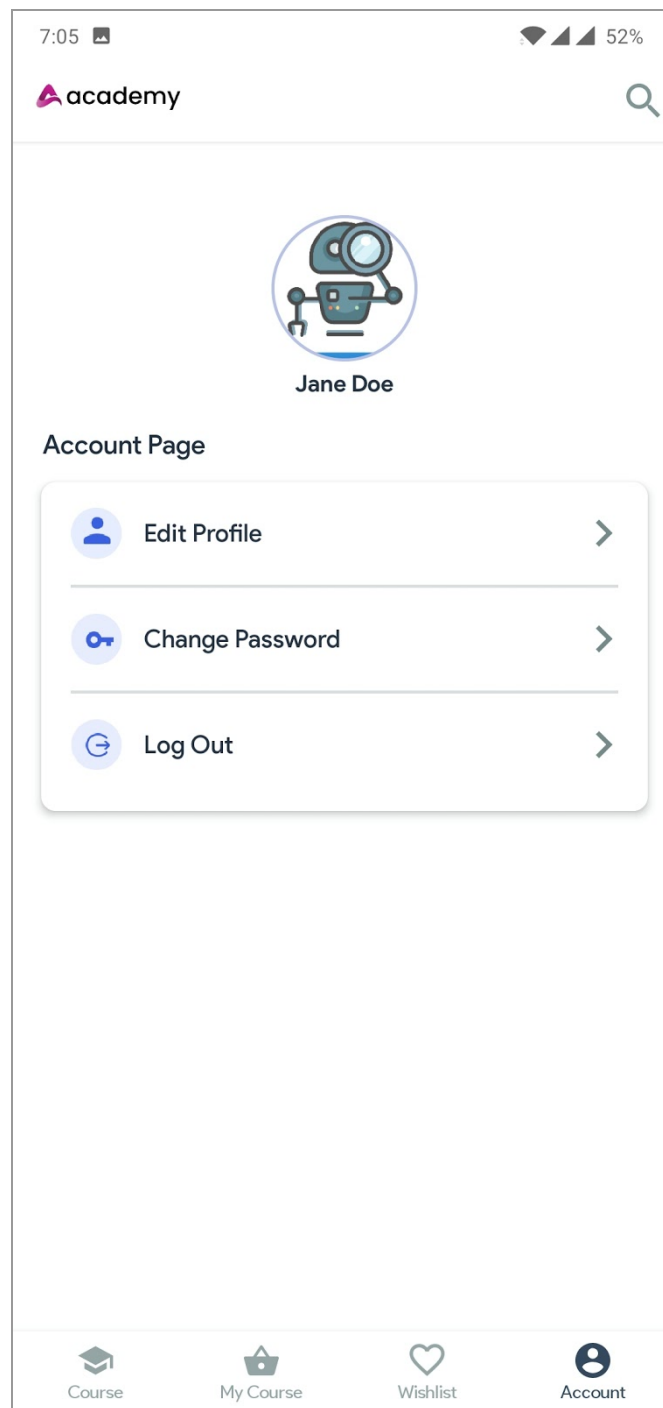 7:05 52%
academy
Jane Doe
Account Page
Edit Profile
Change Password
Log Out
Course My Course Wishlist Account